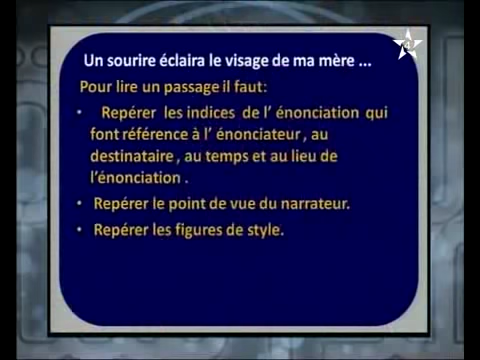 Un sourire éclaira le visage de ma mère ...
Pour lire un passage il faut:
• Repérer les indices de l' énonciation qui
font référence à l' énonciateur , au
destinataire , au temps et au lieu de
l'énonciation .
• Repérer le point de vue du narrateur.
• Repérer les figures de style.
4